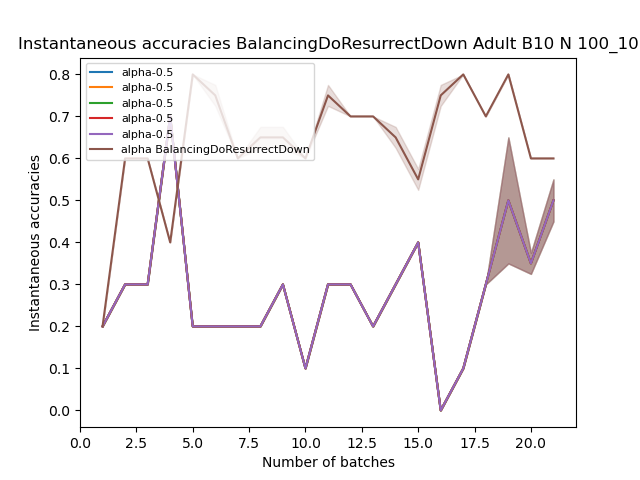 Instantaneous accuracies BalancingDoResurrectDown Adult B10 N 100_10
alpha-0.5
alpha-0.5
alpha-0.5
alpha-0.5
alpha-0.5
alpha BalancingDoResurrectDown
Instantaneous accuracies
0.8
0.7
0.6
0.5
0.4
0.3
0.2
0.1
0.0
0.0 2.5 5.0 7.5 10.0 12.5 15.0 17.5 20.0
Number of batches